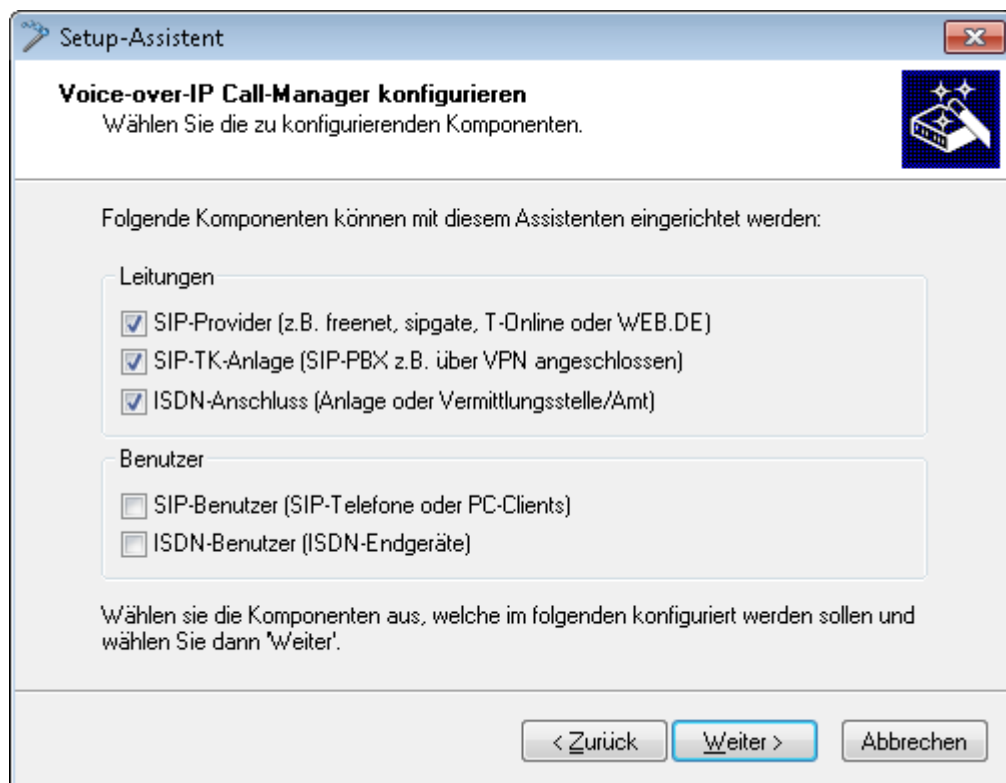 Setup-Assistent
Voice-over-IP Call-Manager konfigurieren
Wählen Sie die zu konfigurierenden Komponenten.
Folgende Komponenten können mit diesem Assistenten eingerichtet werden:
Leitungen
SIP-Provider (z.B. freenet, sipgate, T-Online oder WEB.DE)
SIP-TK-Anlage (SIP-PBX z.B. über VPN angeschlossen)
ISDN-Anschluss (Anlage oder Vermittlungsstelle/Amt)
Benutzer
SIP-Benutzer (SIP-Telefone oder PC-Clients)
ISDN-Benutzer (ISDN-Endgeräte)
Wählen sie die Komponenten aus, welche im folgenden konfiguriert werden sollen und
wählen Sie dann 'Weiter'.
< Zurück Weiter > Abbrechen